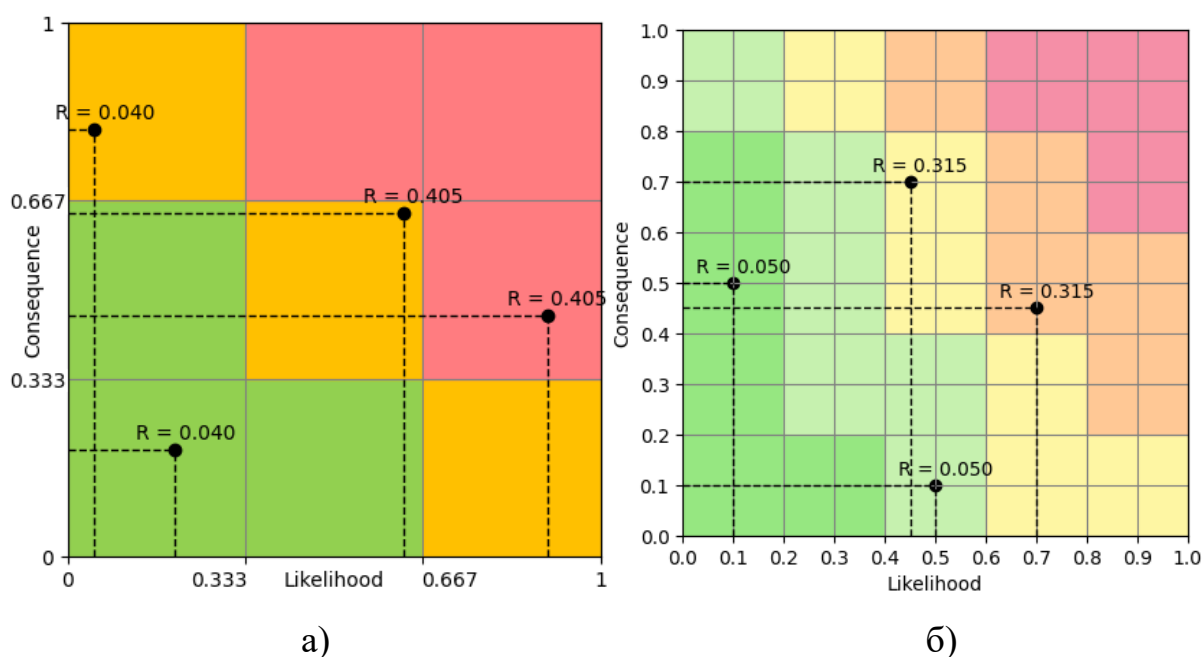 1
R = 0.040
0.667
R = 0.405
R = 0.405
Consequence
0.333
R = 0.040
0
0 0.333 Likelihood 0.667 1
а)
1.0
0.9
0.8
R = 0.315
0.7
0.6
R = 0.050
0.5
R = 0.315
Consequence
0.4
0.3
0.2
R = 0.050
0.1
0.0
0.0 0.1 0.2 0.3 0.4 0.5 0.6 0.7 0.8 0.9 1.0
Likelihood
б)